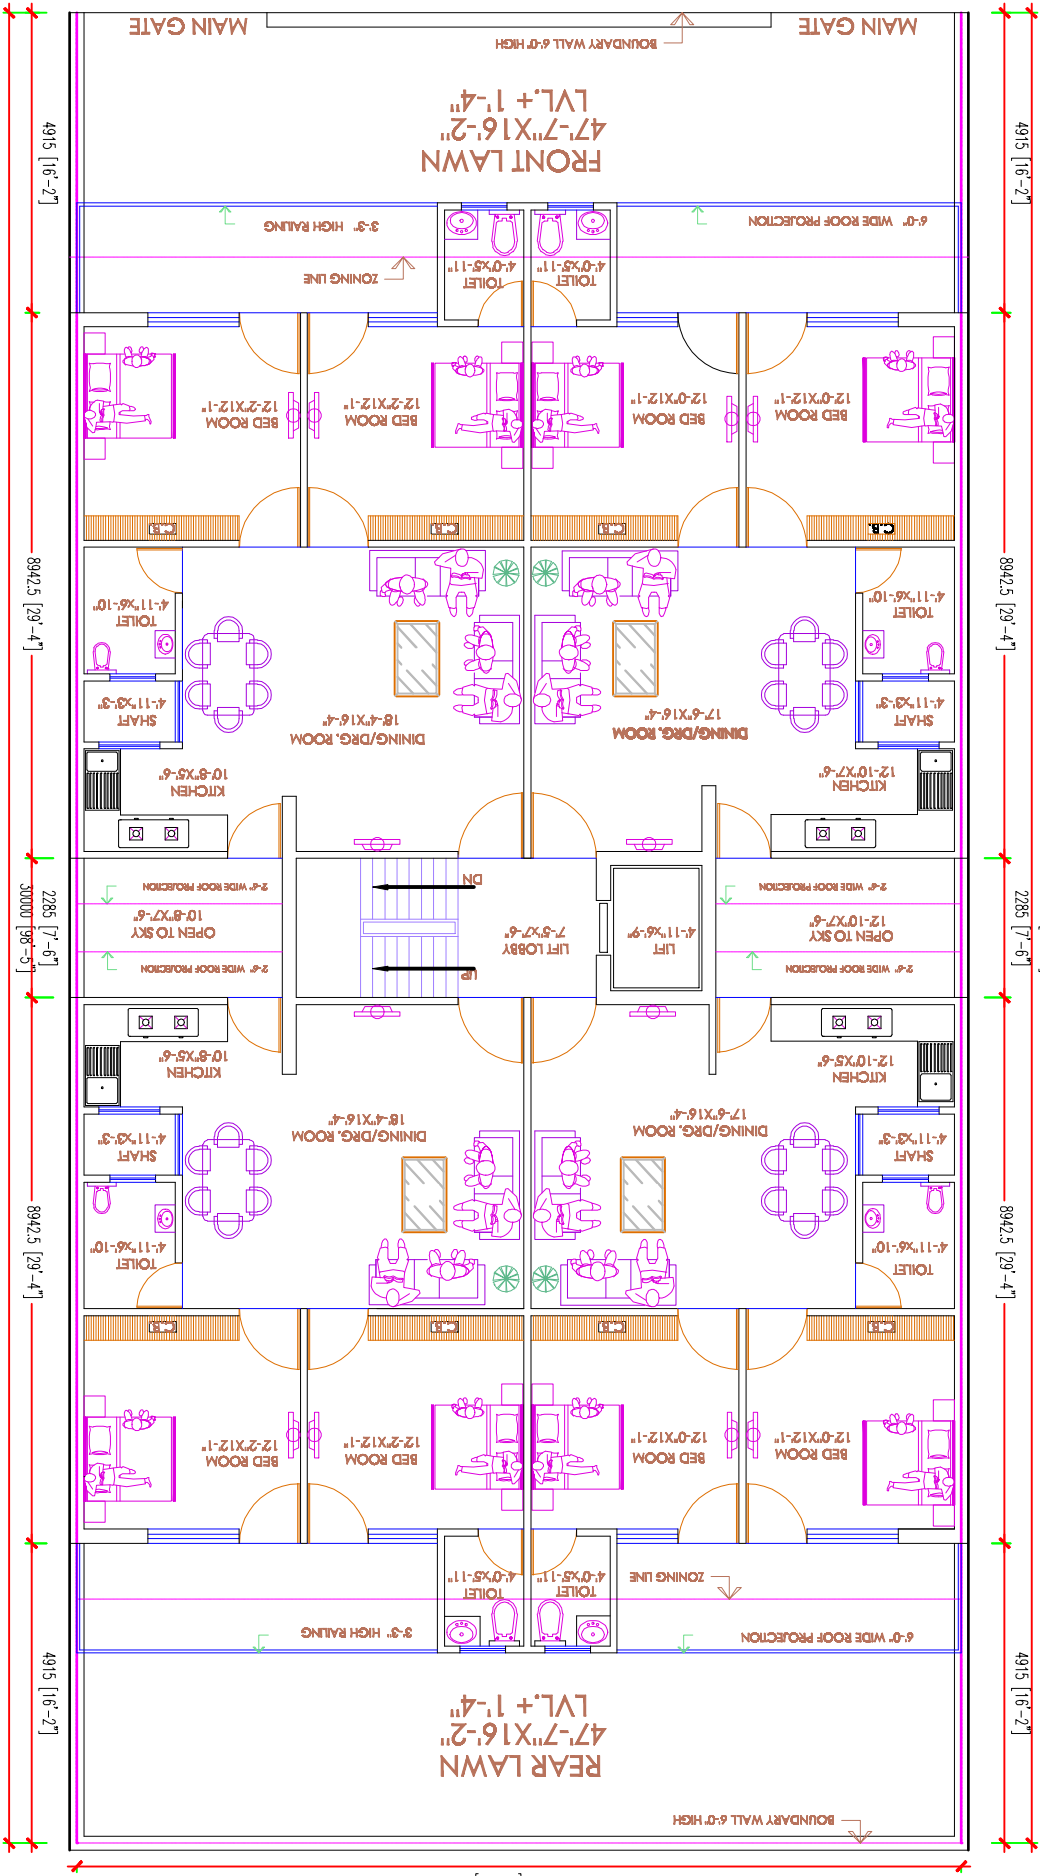 MAIN GATE
MAIN GATE
BOUNDARY WALL 6'-0" HIGH
FRONT LAWN
47'-7"X16'-2"
LVL.+ 1'-4"
4915 [16'-2"]
4915 [16'-2"]
3'-3" HIGH RAILING
6'-0" WIDE ROOF PROJECTION
ZONING LINE
TOILET
4'-0"x5'-11"
TOILET
4'-0"x5'-11"
BED ROOM
12'-2"X12'-1"
BED ROOM
12'-2"X12'-1"
BED ROOM
12'-0"X12'-1"
BED ROOM
12'-0"X12'-1"
C.B.
C.B.
C.B.
C.B.
8942.5 [29'-4"]
8942.5 [29'-4"]
TOILET
4'-11"x6'-10"
TOILET
4'-11"x6'-10"
SHAFT
4'-11"x3'-3"
SHAFT
4'-11"x3'-3"
DINING/DRG. ROOM
18'-4"X16'-4"
DINING/DRG. ROOM
17'-6"X16'-4"
KITCHEN
10'-8"X5'-6"
KITCHEN
12'-10"X7'-6"
2'-6" WIDE ROOF PROJECTION
DN
2'-6" WIDE ROOF PROJECTION
OPEN TO SKY
10'-8"X7'-6"
LIFT LOBBY
7'-5"x7'-6"
LIFT
4'-11"x6'-9"
OPEN TO SKY
12'-10"X7'-6"
2285 [7'-6"]
30000 [98'-5"]
2285 [7'-6"]
2'-6" WIDE ROOF PROJECTION
UP
2'-6" WIDE ROOF PROJECTION
KITCHEN
10'-8"X5'-6"
KITCHEN
12'-10"X5'-6"
DINING/DRG. ROOM
18'-4"X16'-4"
DINING/DRG. ROOM
17'-6"X16'-4"
SHAFT
4'-11"x3'-3"
SHAFT
4'-11"x3'-3"
TOILET
4'-11"x6'-10"
TOILET
4'-11"x6'-10"
8942.5 [29'-4"]
8942.5 [29'-4"]
C.B.
C.B.
C.B.
C.B.
BED ROOM
12'-2"X12'-1"
BED ROOM
12'-2"X12'-1"
BED ROOM
12'-0"X12'-1"
BED ROOM
12'-0"X12'-1"
TOILET
4'-0"x5'-11"
TOILET
4'-0"x5'-11"
ZONING LINE
3'-3" HIGH RAILING
6'-0" WIDE ROOF PROJECTION
4915 [16'-2"]
4915 [16'-2"]
REAR LAWN
47'-7"X16'-2"
LVL.+ 1'-4"
BOUNDARY WALL 6'-0" HIGH